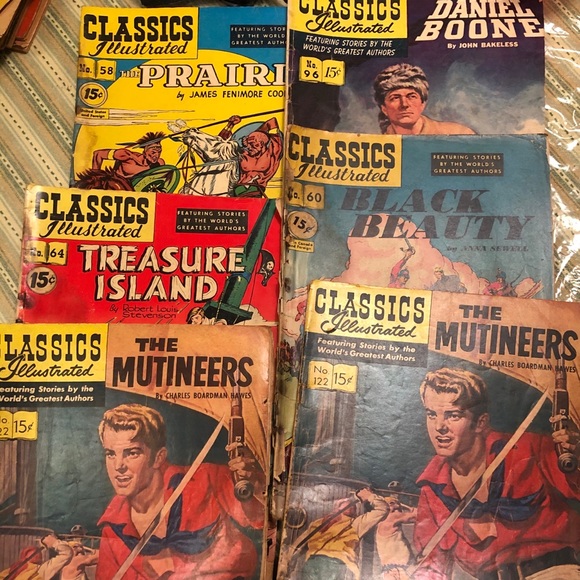 CLASSICS
Illustrated
FEATURING STORIES
BY THE WORLD'S
GREATEST AUTHORS
No. 58
15¢
THE PRAIRI
by JAMES FENIMORE COO
CLASSICS
Illustrated
FEATURING STORIES BY THE
WORLD'S GREATEST AUTHORS
No. 96
15¢
DANIEL
BOONE
By JOHN BAKELESS
CLASSICS
Illustrated
FEATURING STORIES
BY THE WORLD'S
GREATEST AUTHORS
No. 64
15¢
TREASURE
ISLAND
By Robert Louis
Stevenson
CLASSICS
Illustrated
FEATURING STORIES
BY THE WORLD'S
GREATEST AUTHORS
No. 60
15¢
BLACK
BEAUTY
By ANNA SEWELL
CLASSICS
Illustrated
Featuring Stories by the
World's Greatest Authors
No.
22
15¢
THE
MUTINEERS
By CHARLES BOARDMAN HAWES
CLASSICS
Illustrated
Featuring Stories by the
World's Greatest Authors
No.
122
15¢
THE
MUTINEERS
By CHARLES BOARDMAN HAWES